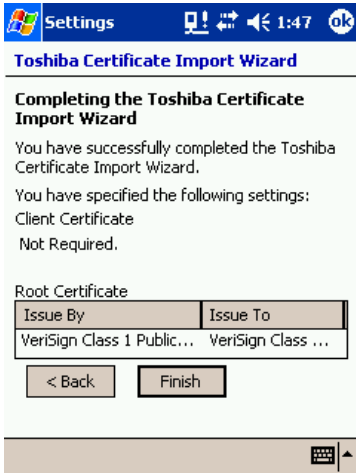 Settings 1:47 ok
Toshiba Certificate Import Wizard
Completing the Toshiba Certificate
Import Wizard
You have successfully completed the Toshiba
Certificate Import Wizard.
You have specified the following settings:
Client Certificate
Not Required.
Root Certificate
Issue By Issue To
VeriSign Class 1 Public... VeriSign Class ...
< Back Finish